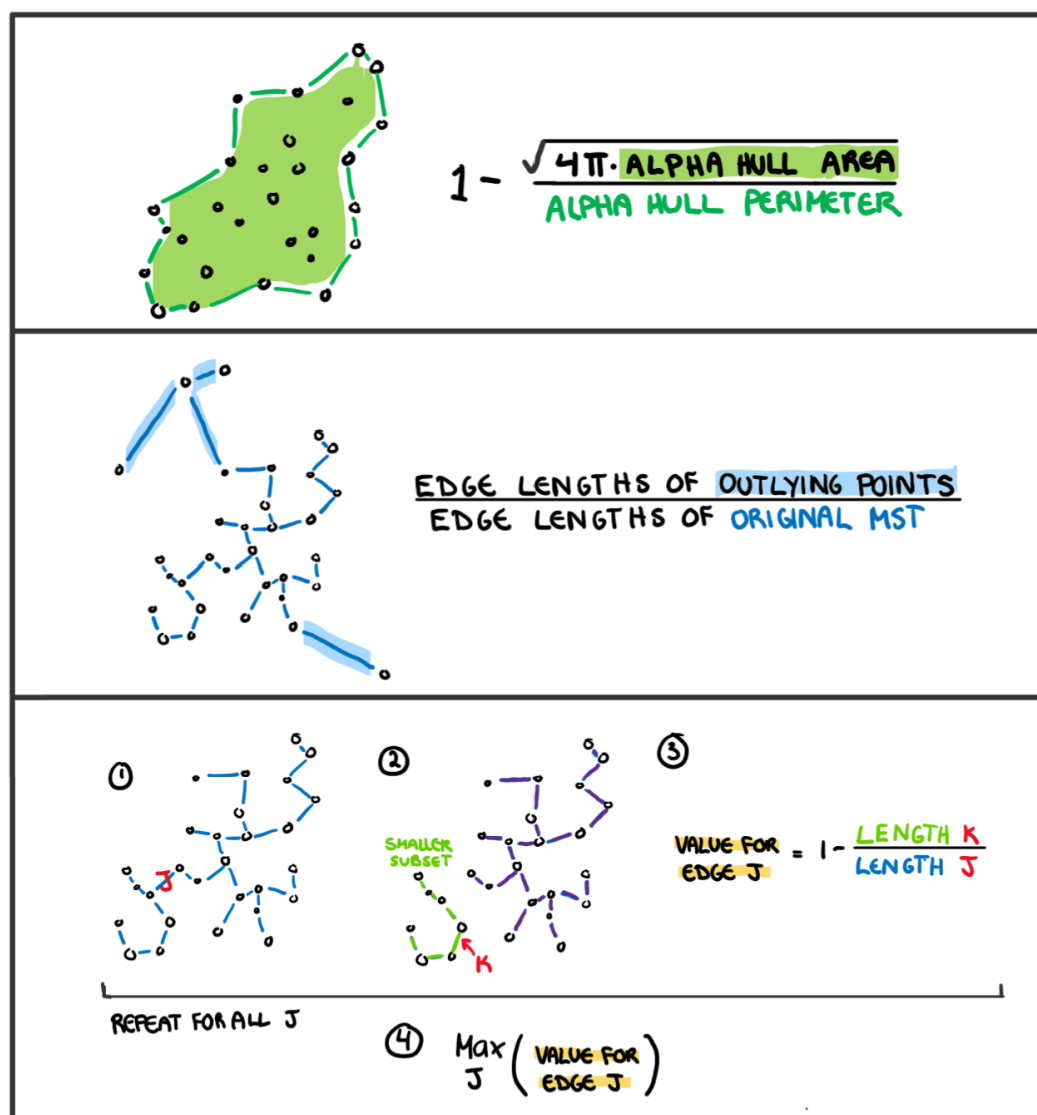 1 - √4π · ALPHA HULL AREA
ALPHA HULL PERIMETER
EDGE LENGTHS OF OUTLYING POINTS
EDGE LENGTHS OF ORIGINAL MST
1
J
2
SMALLER
SUBSET
K
3
VALUE FOR
EDGE J
= 1 -
LENGTH K
LENGTH J
REPEAT FOR ALL J
4
Max
J
(
VALUE FOR
EDGE J
)